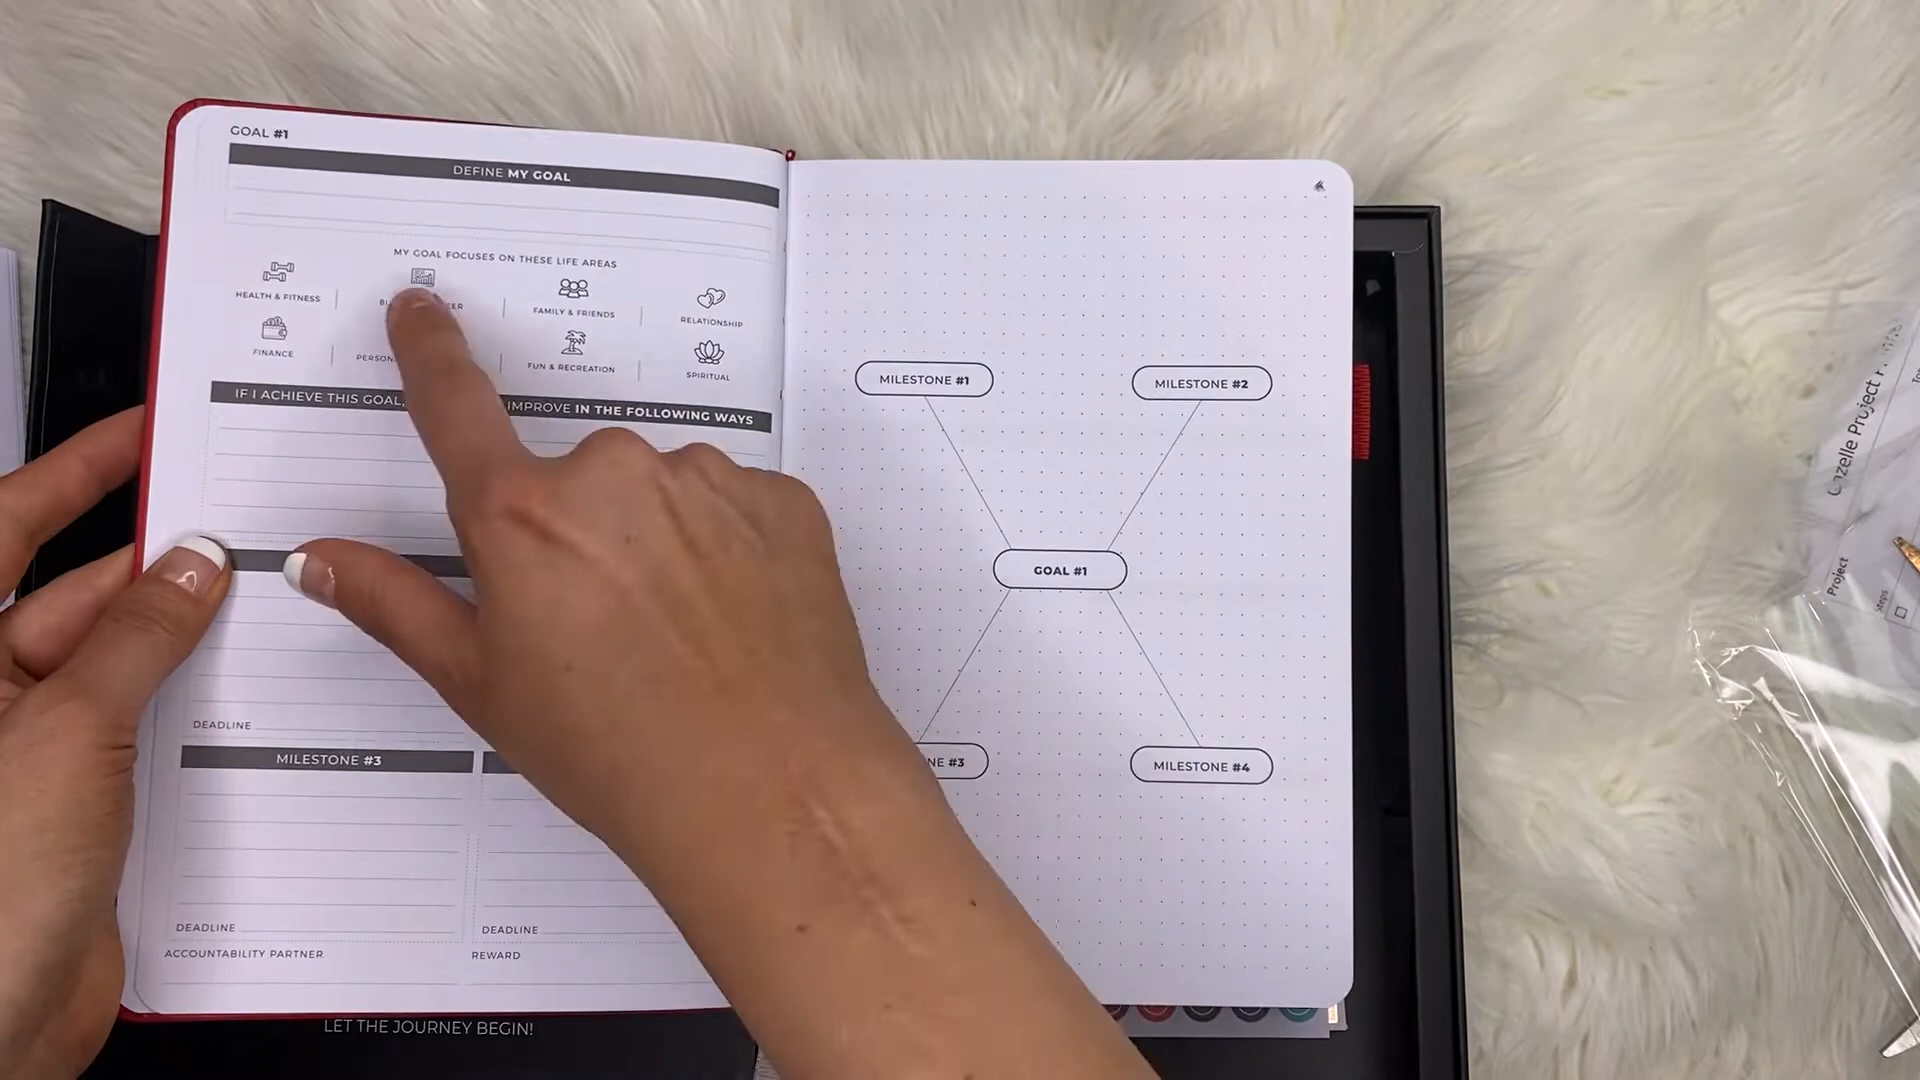 GOAL #1
DEFINE MY GOAL
MY GOAL FOCUSES ON THESE LIFE AREAS
HEALTH & FITNESS
FAMILY & FRIENDS
RELATIONSHIP
FINANCE
FUN & RECREATION
SPIRITUAL
IF I ACHIEVE THIS GOAL, IMPROVE IN THE FOLLOWING WAYS
DEADLINE
MILESTONE #3
DEADLINE
DEADLINE
ACCOUNTABILITY PARTNER
REWARD
LET THE JOURNEY BEGIN!
MILESTONE #1
MILESTONE #2
GOAL #1
#3
MILESTONE #4
Project
Steps